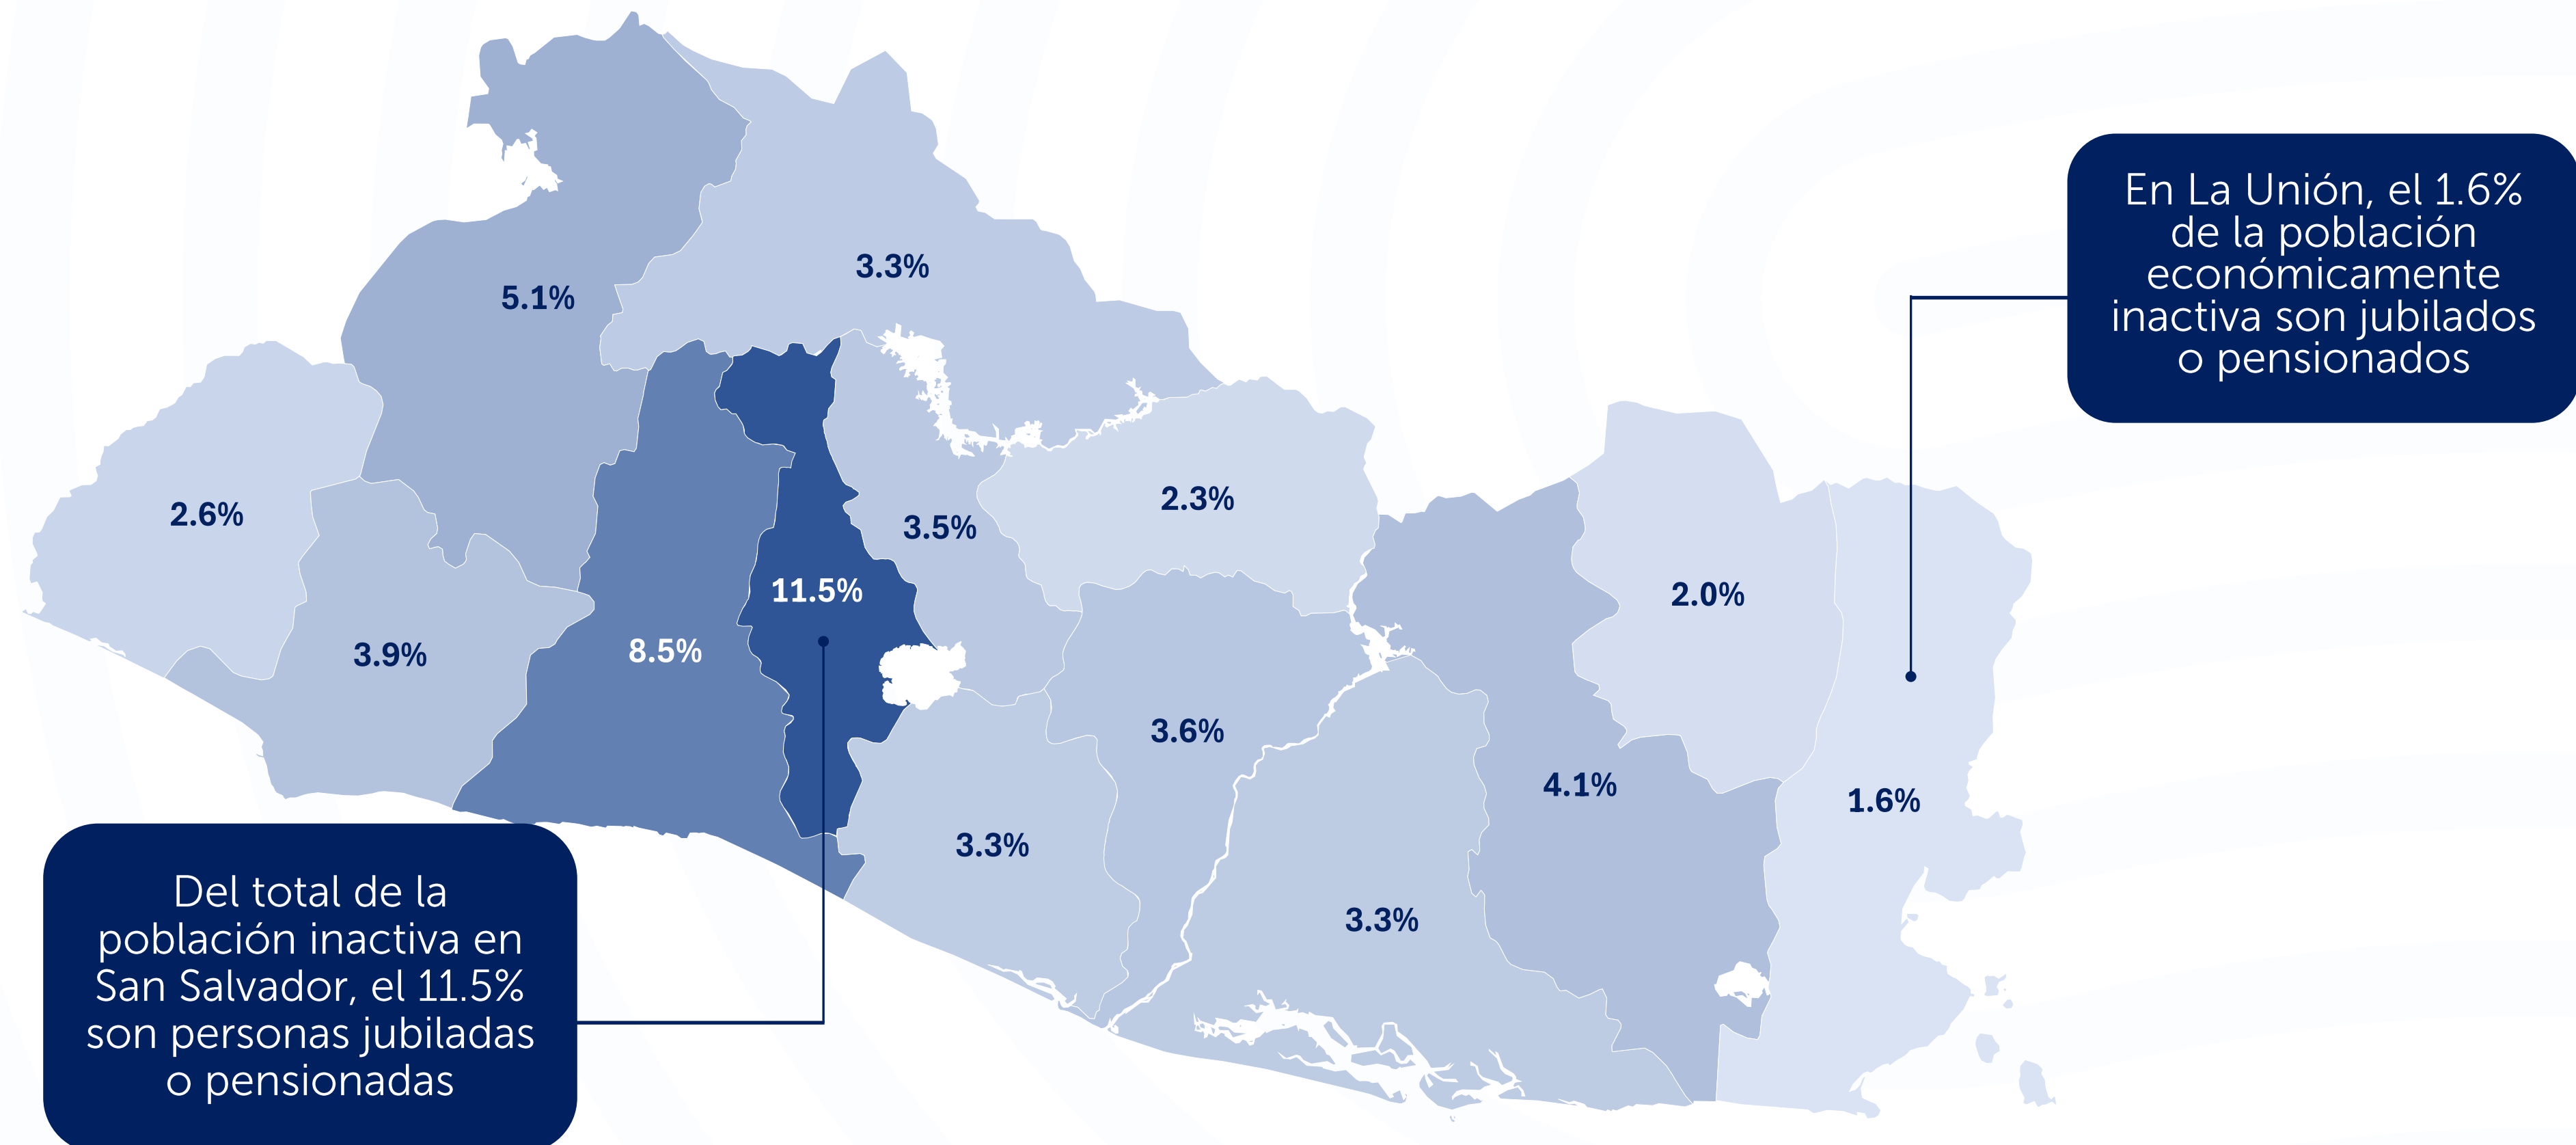 3.3%
5.1%
En La Unión, el 1.6%
de la población
económicamente
inactiva son jubilados
o pensionados
2.6%
2.3%
3.5%
11.5%
2.0%
3.9%
8.5%
3.6%
4.1%
1.6%
3.3%
3.3%
Del total de la
población inactiva en
San Salvador, el 11.5%
son personas jubiladas
o pensionadas